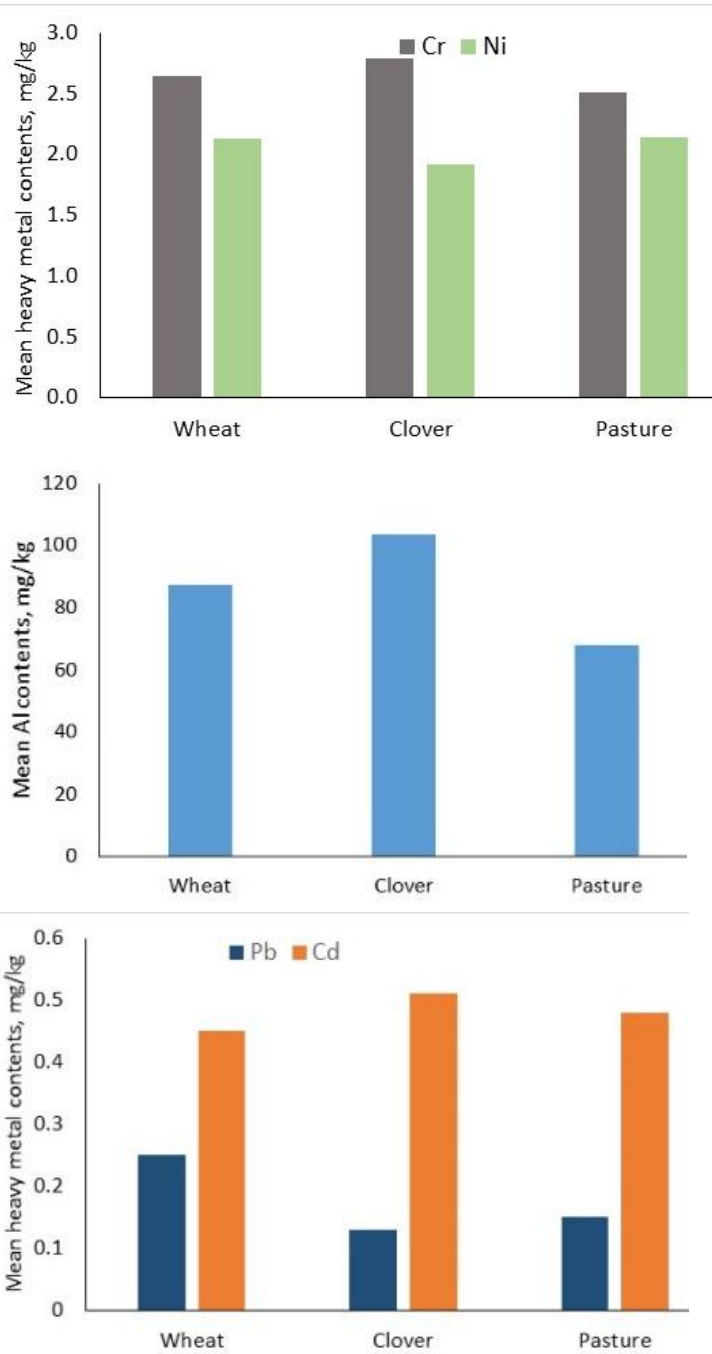 Mean heavy metal contents, mg/kg
3.0
2.5
2.0
1.5
1.0
0.5
0.0
Cr Ni
Wheat Clover Pasture
Mean Al contents, mg/kg
120
100
80
60
40
20
0
Wheat Clover Pasture
Mean heavy metal contents, mg/kg
0.6
0.5
0.4
0.3
0.2
0.1
0
Pb Cd
Wheat Clover Pasture